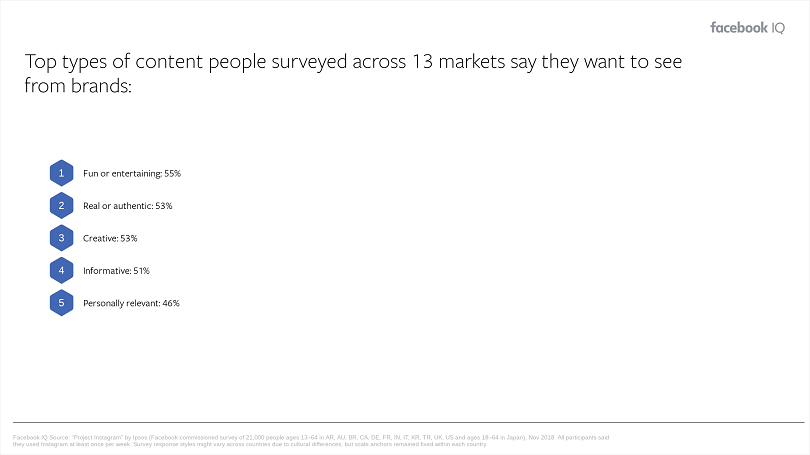 facebook IQ
Top types of content people surveyed across 13 markets say they want to see
from brands:
1 Fun or entertaining: 55%
2 Real or authentic: 53%
3 Creative: 53%
4 Informative: 51%
5 Personally relevant: 46%
Facebook IQ Source: "Project Instagram" by Ipsos (Facebook commissioned survey of 21,000 people ages 13–64 in AR, AU, BR, CA, DE, FR, IN, IT, KR, TR, UK, US and ages 18–64 in Japan), Nov 2018. All participants said
they used Instagram at least once per week. Survey response styles might vary across countries due to cultural differences, but scale anchors remained fixed within each country.